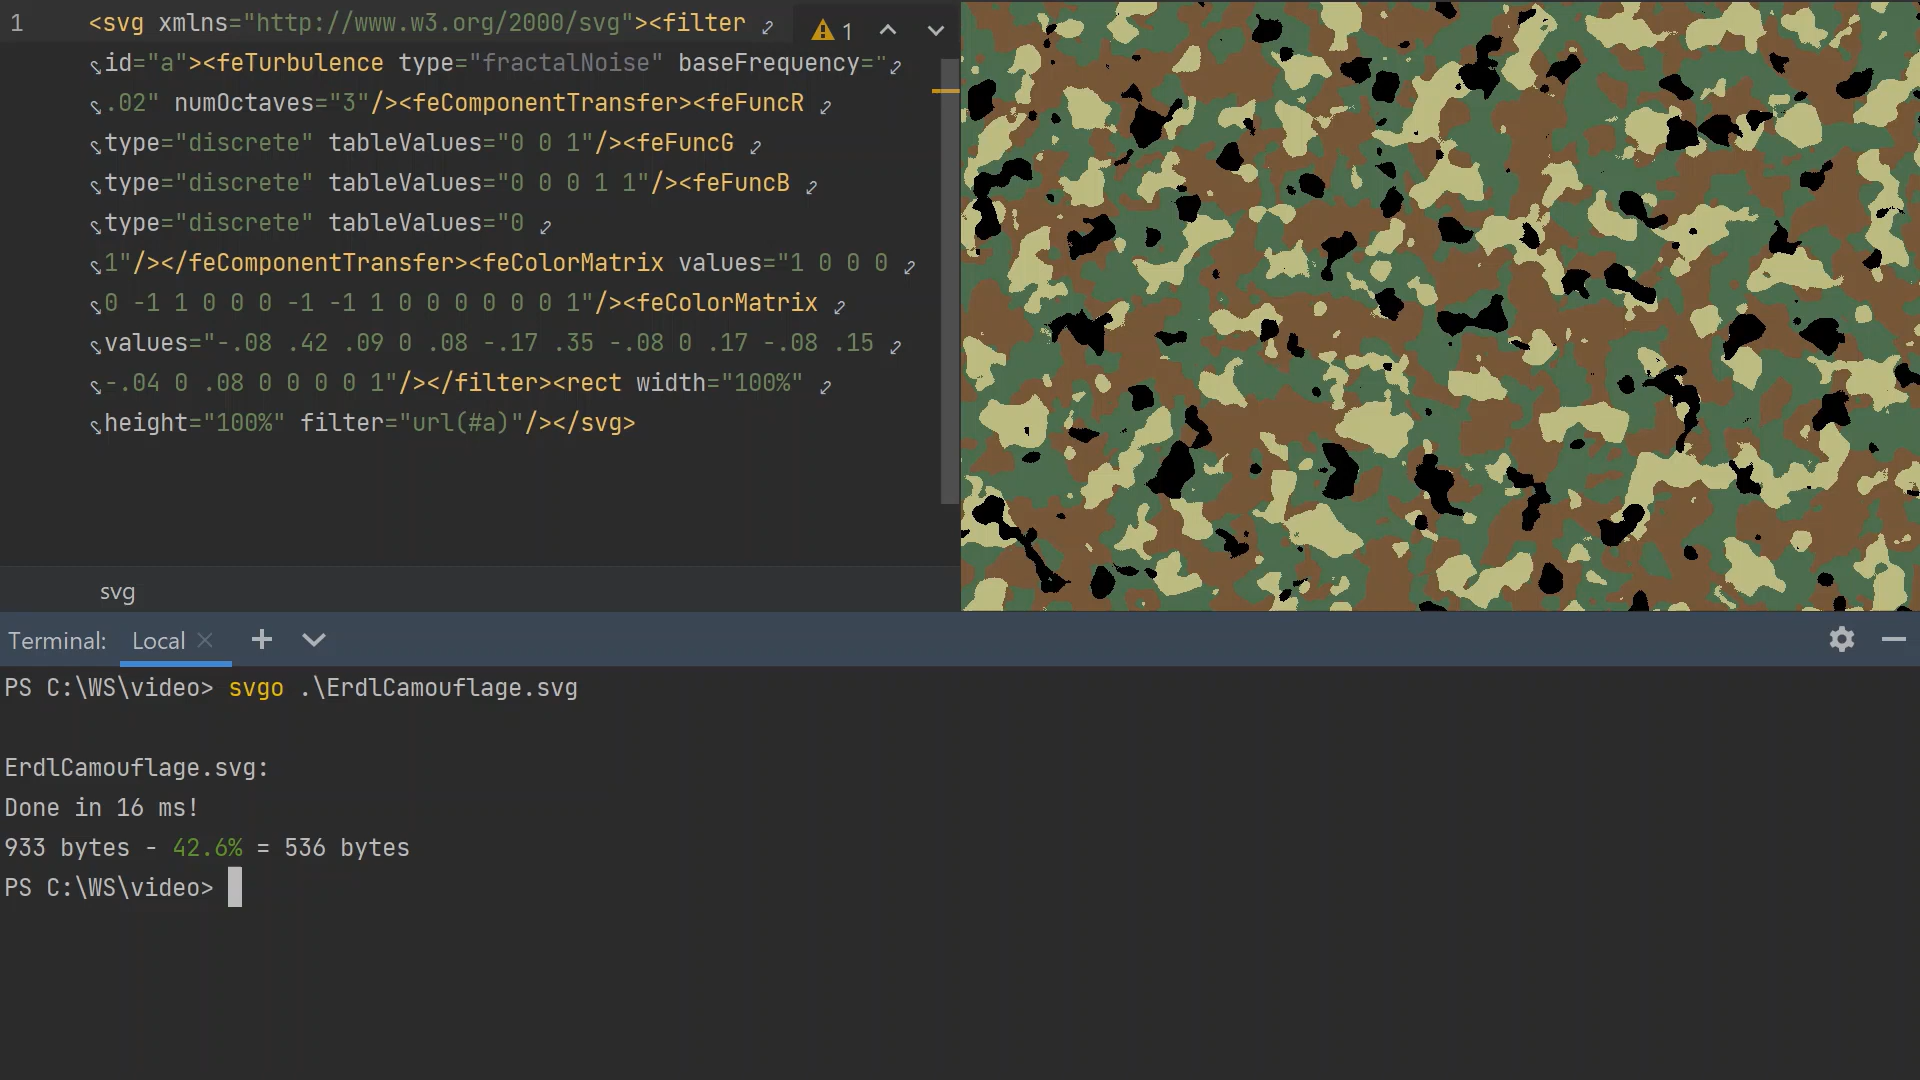 1 <svg xmlns="http://www.w3.org/2000/svg"><filter
1
id="a"><feTurbulence type="fractalNoise" baseFrequency="
.02" numOctaves="3"/><feComponentTransfer><feFuncR
type="discrete" tableValues="0 0 1"/><feFuncG
type="discrete" tableValues="0 0 0 1 1"/><feFuncB
type="discrete" tableValues="0
1"/></feComponentTransfer><feColorMatrix values="1 0 0 0
0 -1 1 0 0 0 -1 -1 1 0 0 0 0 0 0 1"/><feColorMatrix
values="-.08 .42 .09 0 .08 -.17 .35 -.08 0 .17 -.08 .15
-.04 0 .08 0 0 0 0 1"/></filter><rect width="100%"
height="100%" filter="url(#a)"/></svg>
svg
Terminal: Local
PS C:\WS\video> svgo .\ErdlCamouflage.svg
ErdlCamouflage.svg:
Done in 16 ms!
933 bytes - 42.6% = 536 bytes
PS C:\WS\video>